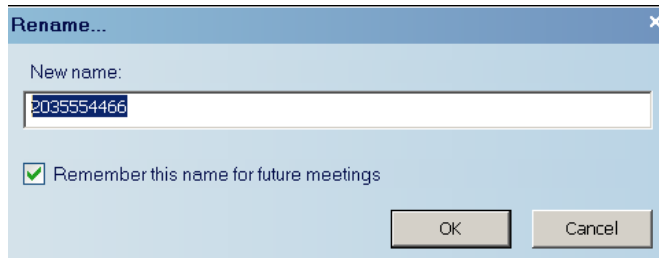 Rename...
New name:
2035554466
Remember this name for future meetings
OK
Cancel